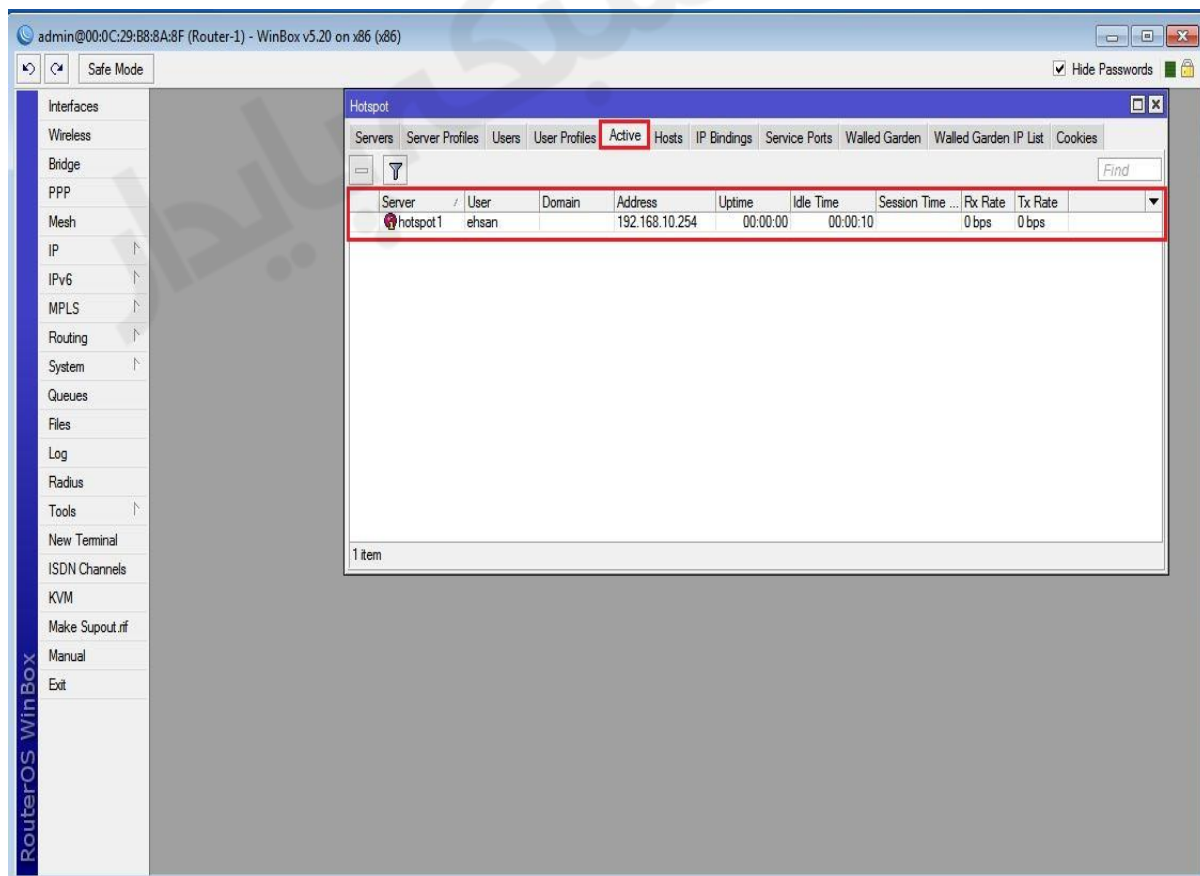 admin@00:0C:29:B8:8A:8F (Router-1) - WinBox v5.20 on x86 (x86)
Safe Mode
Hide Passwords
Interfaces
Wireless
Bridge
PPP
Mesh
IP
IPv6
MPLS
Routing
System
Queues
Files
Log
Radius
Tools
New Terminal
ISDN Channels
KVM
Make Supout.rif
Manual
Exit
RouterOS WinBox
Hotspot
Servers Server Profiles Users User Profiles Active Hosts IP Bindings Service Ports Walled Garden Walled Garden IP List Cookies
Find
Server User Domain Address Uptime Idle Time Session Time ... Rx Rate Tx Rate
hotspot1 ehsan 192.168.10.254 00:00:00 00:00:10 0 bps 0 bps
1 item
پایدار